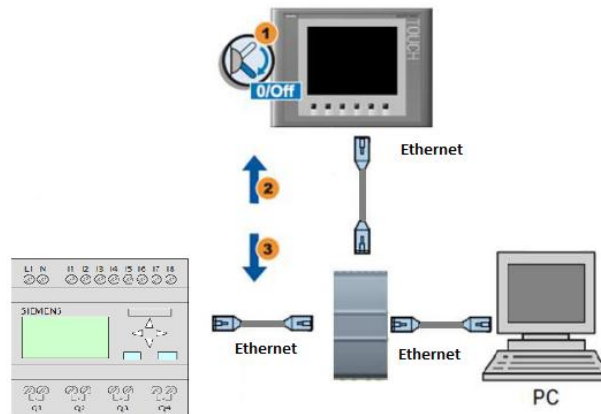 1
TOUCH
0/Off
Ethernet
2
3
L1 N I1 I2 I3 I4 I5 I6 I7 I8
SIEMENS
Ethernet
Ethernet
PC
Q1 Q2 Q3 Q4